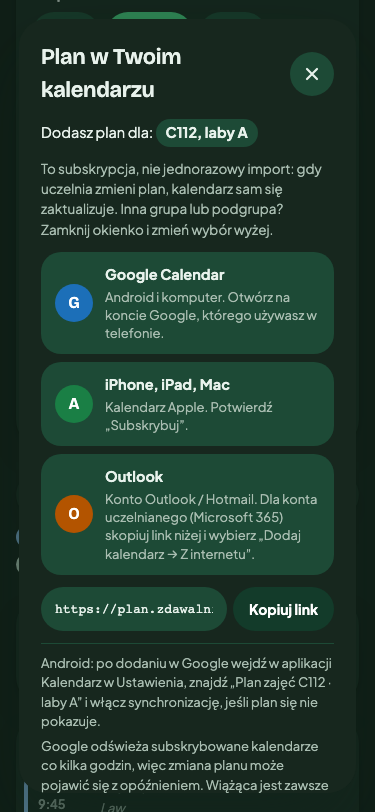 Plan w Twoim
kalendarzu
Dodasz plan dla: C112, laby A
To subskrypcja, nie jednorazowy import: gdy
uczelnia zmieni plan, kalendarz sam się
zaktualizuje. Inna grupa lub podgrupa?
Zamknij okienko i zmień wybór wyżej.
G
Google Calendar
Android i komputer. Otwórz na
koncie Google, którego używasz w
telefonie.
A
iPhone, iPad, Mac
Kalendarz Apple. Potwierdź
„Subskrybuj”.
O
Outlook
Konto Outlook / Hotmail. Dla konta
uczelnianego (Microsoft 365)
skopiuj link niżej i wybierz „Dodaj
kalendarz → Z internetu”.
https://plan.zdawaln
Kopiuj link
Android: po dodaniu w Google wejdź w aplikacji
Kalendarz w Ustawienia, znajdź „Plan zajęć C112 ·
laby A” i włącz synchronizację, jeśli plan się nie
pokazuje.
Google odświeża subskrybowane kalendarze
co kilka godzin, więc zmiana planu może
pojawić się z opóźnieniem. Wiążąca jest zawsze
9:45
Law